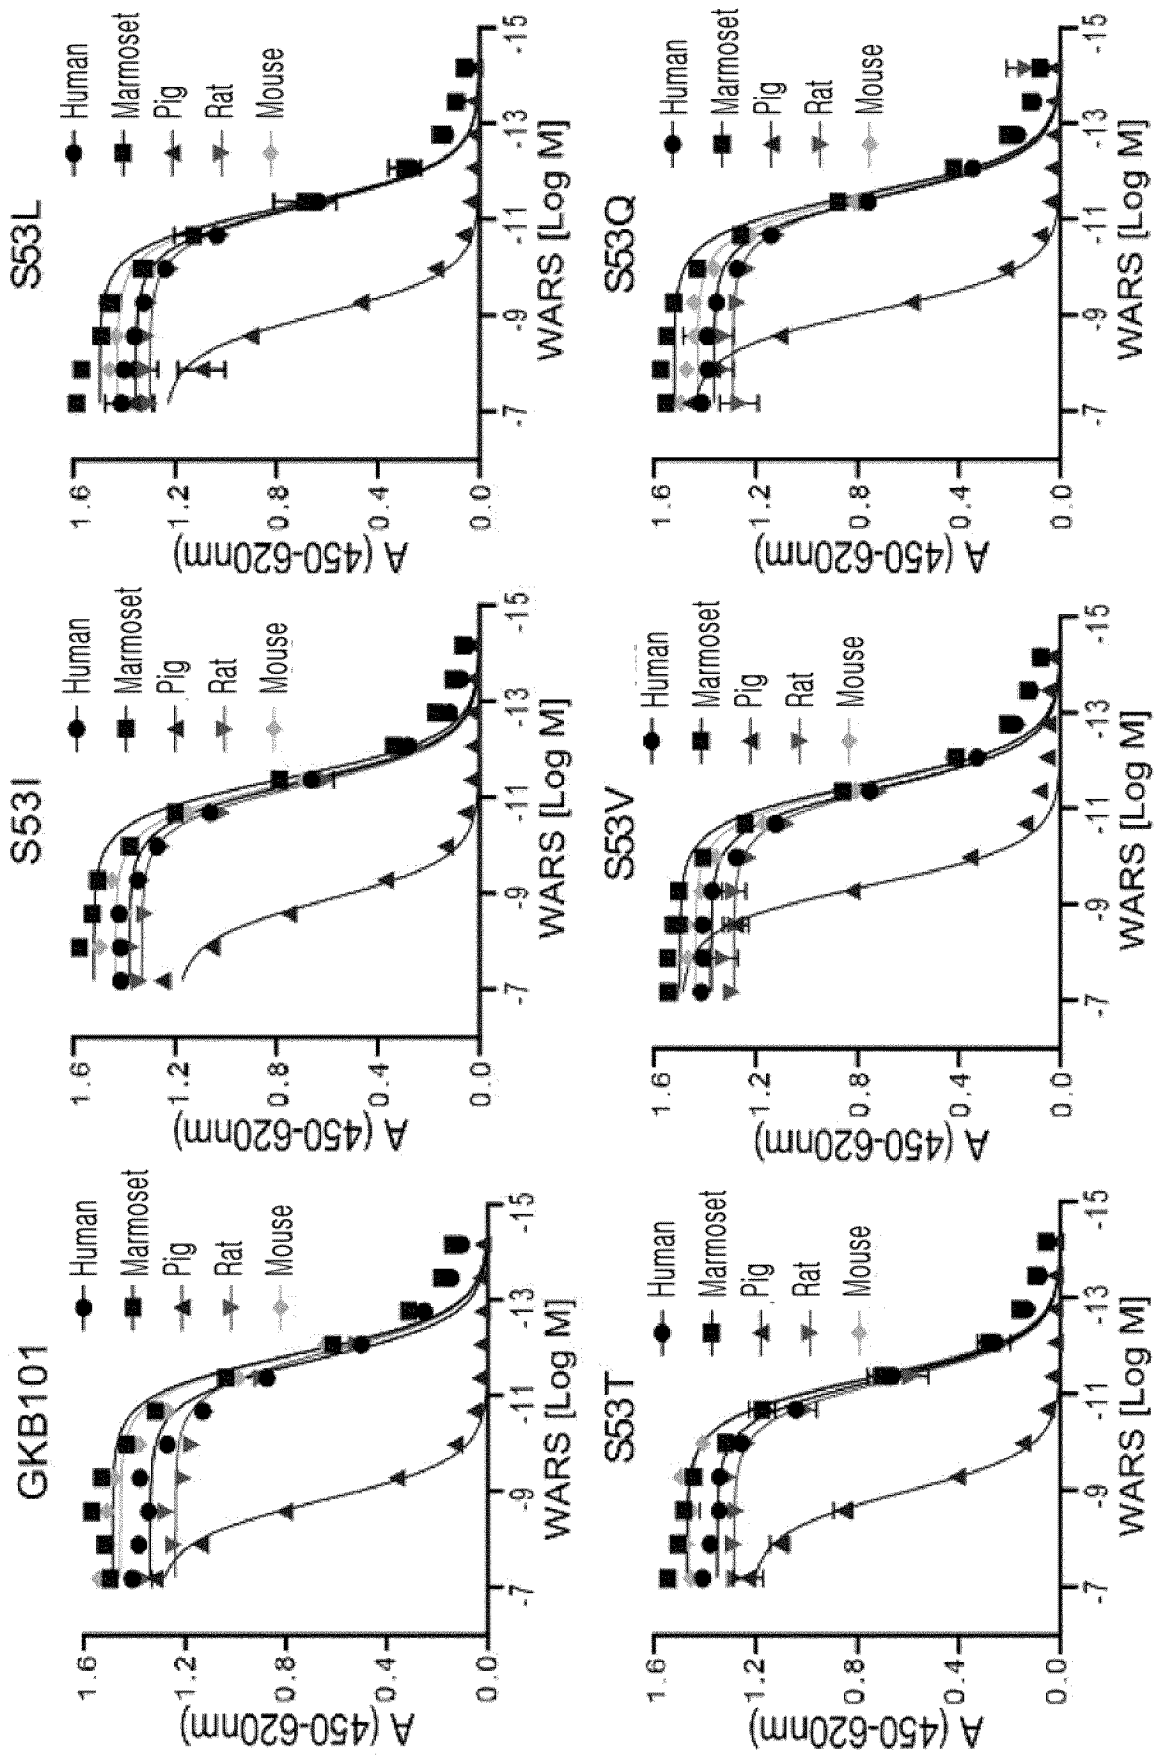 GKB101
A (450-620nm)
1.6
1.2
0.8
0.4
0.0
-7
-9
-11
-13
-15
WARS [Log M]
Human
Marmoset
Pig
Rat
Mouse
S53I
A (450-620nm)
1.6
1.2
0.8
0.4
0.0
-7
-9
-11
-13
-15
WARS [Log M]
Human
Marmoset
Pig
Rat
Mouse
S53L
A (450-620nm)
1.6
1.2
0.8
0.4
0.0
-7
-9
-11
-13
-15
WARS [Log M]
Human
Marmoset
Pig
Rat
Mouse
S53T
A (450-620nm)
1.6
1.2
0.8
0.4
0.0
-7
-9
-11
-13
-15
WARS [Log M]
Human
Marmoset
Pig
Rat
Mouse
S53V
A (450-620nm)
1.6
1.2
0.8
0.4
0.0
-7
-9
-11
-13
-15
WARS [Log M]
Human
Marmoset
Pig
Rat
Mouse
S53Q
A (450-620nm)
1.6
1.2
0.8
0.4
0.0
-7
-9
-11
-13
-15
WARS [Log M]
Human
Marmoset
Pig
Rat
Mouse